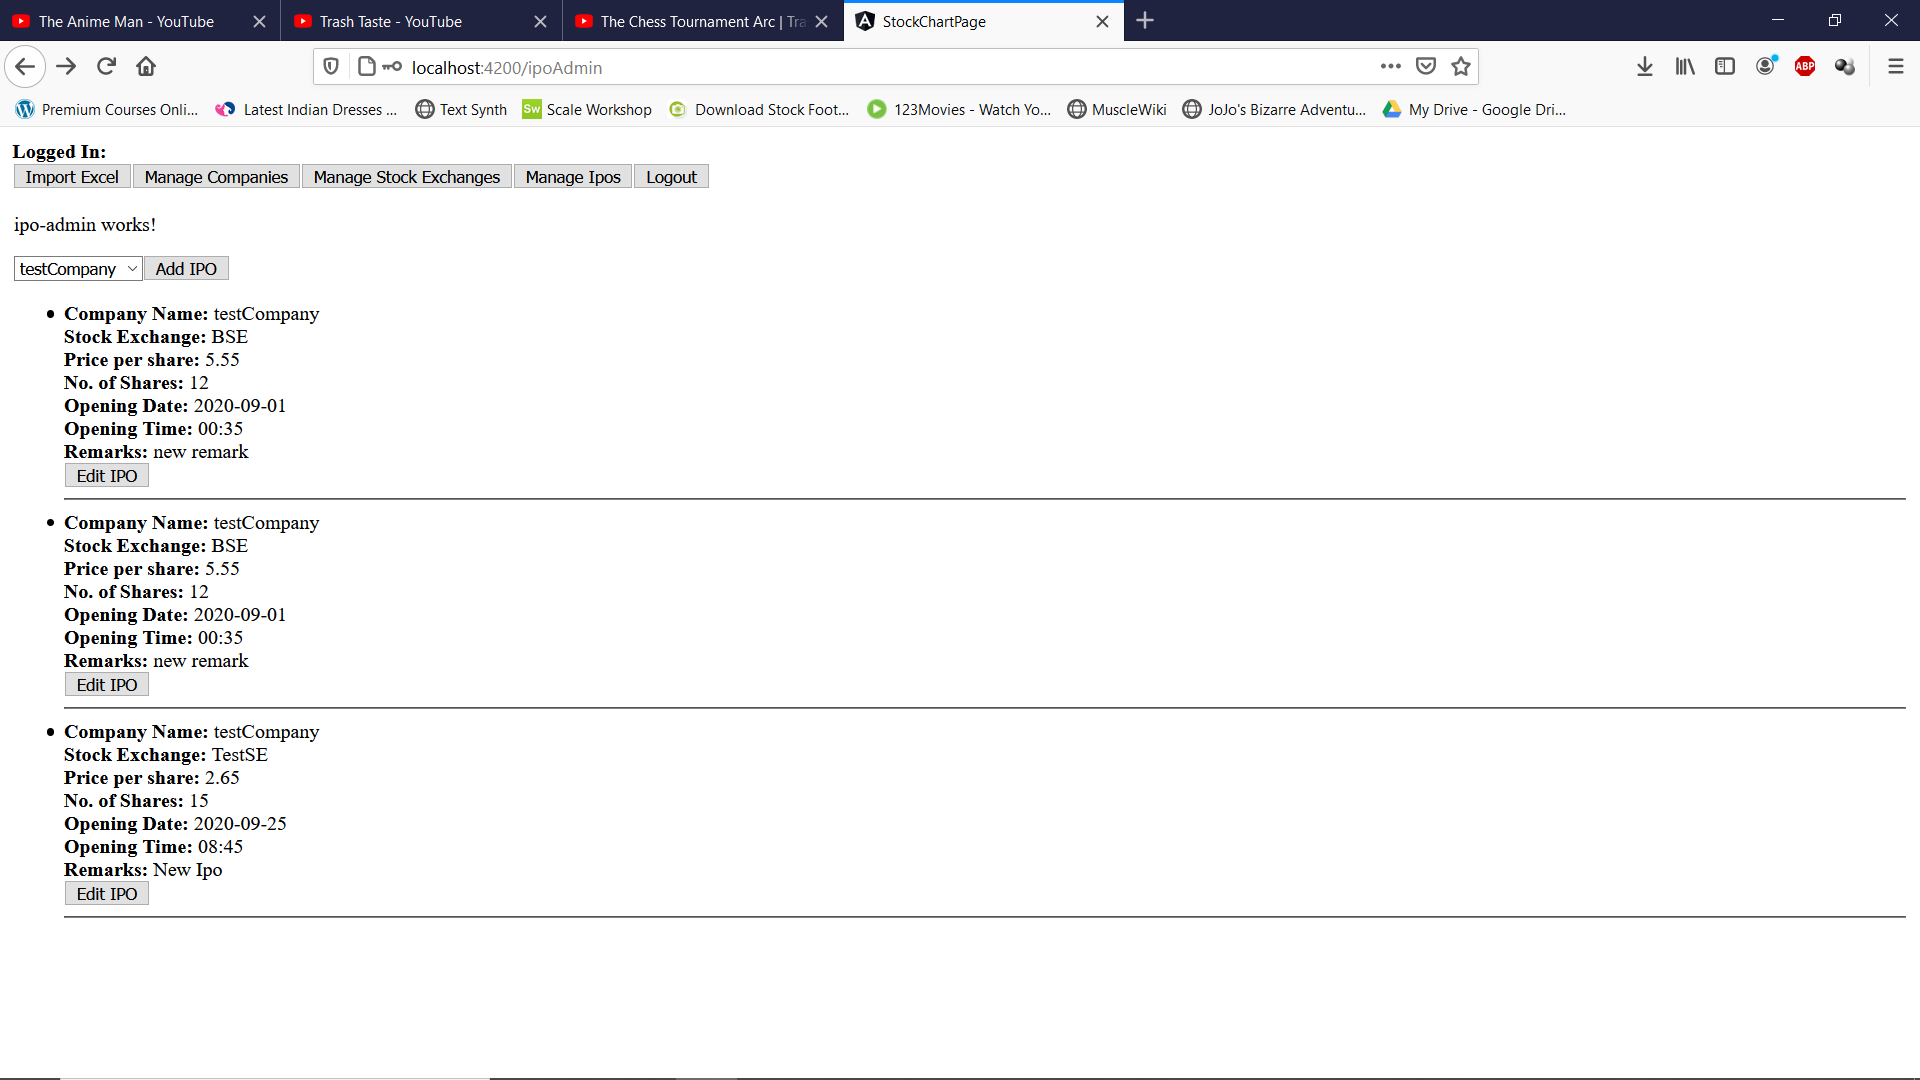 The Anime Man - YouTube
Trash Taste - YouTube
The Chess Tournament Arc | Tra
StockChartPage
localhost:4200/ipoAdmin
ABP
Premium Courses Onli...
Latest Indian Dresses ...
Text Synth
Sw Scale Workshop
Download Stock Foot...
123Movies - Watch Yo...
MuscleWiki
JoJo's Bizarre Adventu...
My Drive - Google Dri...
Logged In:
Import Excel Manage Companies Manage Stock Exchanges Manage Ipos Logout
ipo-admin works!
testCompany Add IPO
Company Name: testCompany
Stock Exchange: BSE
Price per share: 5.55
No. of Shares: 12
Opening Date: 2020-09-01
Opening Time: 00:35
Remarks: new remark
Edit IPO
Company Name: testCompany
Stock Exchange: BSE
Price per share: 5.55
No. of Shares: 12
Opening Date: 2020-09-01
Opening Time: 00:35
Remarks: new remark
Edit IPO
Company Name: testCompany
Stock Exchange: TestSE
Price per share: 2.65
No. of Shares: 15
Opening Date: 2020-09-25
Opening Time: 08:45
Remarks: New Ipo
Edit IPO